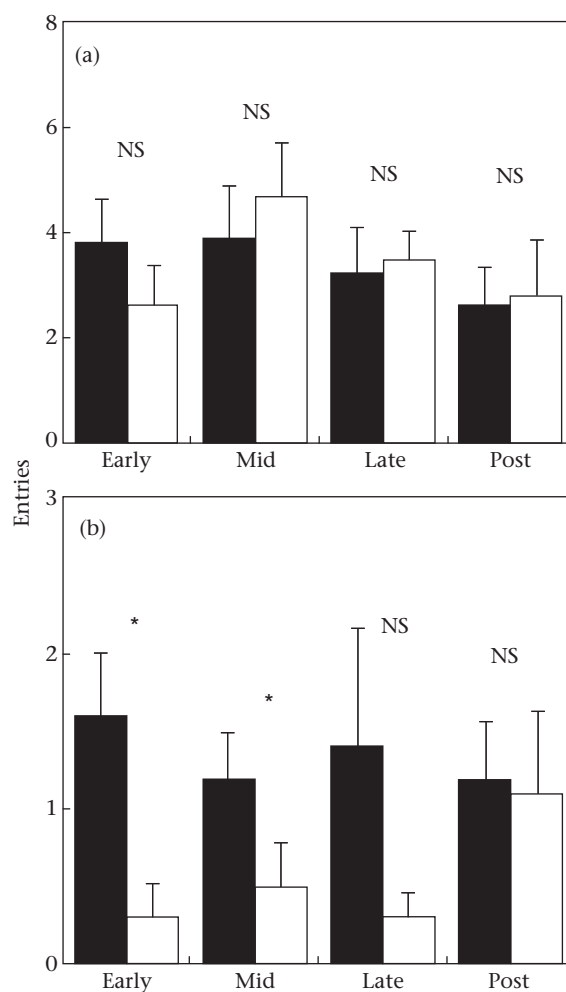 8
(a)
NS
NS
NS
NS
6
4
2
0
Early Mid Late Post
Entries
3
(b)
*
*
NS
NS
2
1
0
Early Mid Late Post